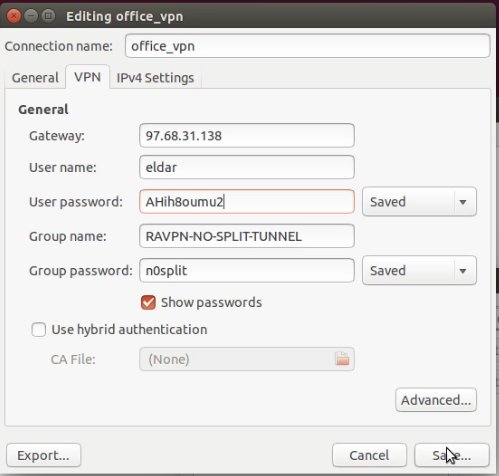 Editing office_vpn
Connection name: office_vpn
General VPN IPv4 Settings
General
Gateway: 97.68.31.138
User name: eldar
User password: AHih8oumu2 Saved
Group name: RAVPN-NO-SPLIT-TUNNEL
Group password: n0split Saved
Show passwords
Use hybrid authentication
CA File: (None)
Advanced...
Export... Cancel Save...